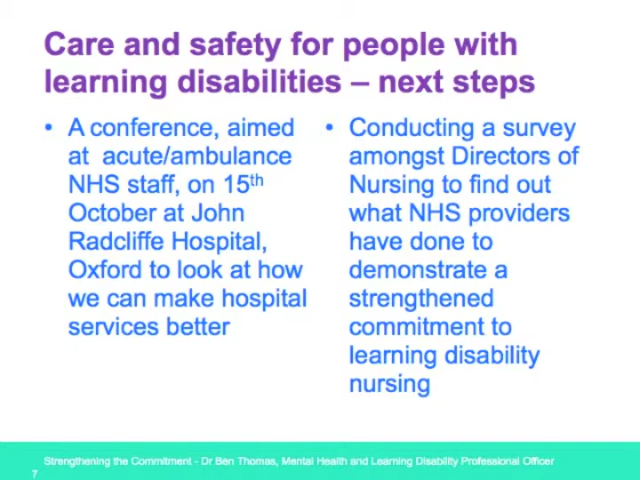 Care and safety for people with
learning disabilities – next steps
• A conference, aimed
at  acute/ambulance
NHS staff, on 15th
October at John
Radcliffe Hospital,
Oxford to look at how
we can make hospital
services better
• Conducting a survey
amongst Directors of
Nursing to find out
what NHS providers
have done to
demonstrate a
strengthened
commitment to
learning disability
nursing
Strengthening the Commitment - Dr Ben Thomas, Mental Health and Learning Disability Professional Officer
7